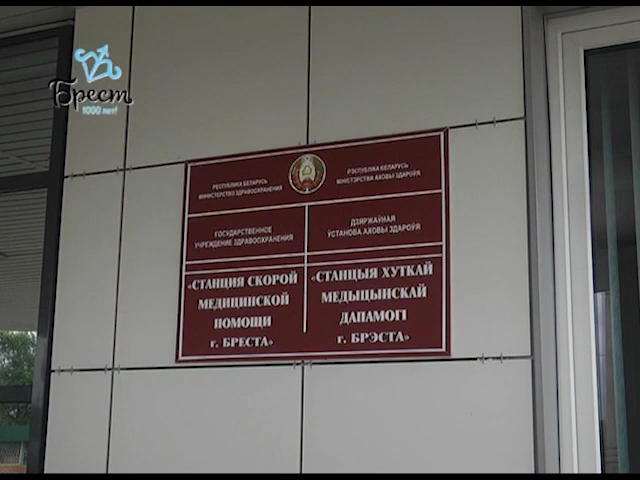 Брест
1000 лет!
РЕСПУБЛИКА БЕЛАРУСЬ
МИНИСТЕРСТВО ЗДРАВООХРАНЕНИЯ
РЭСПУБЛІКА БЕЛАРУСЬ
МІНІСТЭРСТВА АХОВЫ ЗДАРОЎЯ
ГОСУДАРСТВЕННОЕ
УЧРЕЖДЕНИЕ ЗДРАВООХРАНЕНИЯ
ДЗЯРЖАЎНАЯ
ЎСТАНОВА АХОВЫ ЗДАРОЎЯ
«СТАНЦИЯ СКОРОЙ
МЕДИЦИНСКОЙ
ПОМОЩИ
г. БРЕСТА»
«СТАНЦЫЯ ХУТКАЙ
МЕДЫЦЫНСКАЙ
ДАПАМОГІ
г. БРЭСТА»